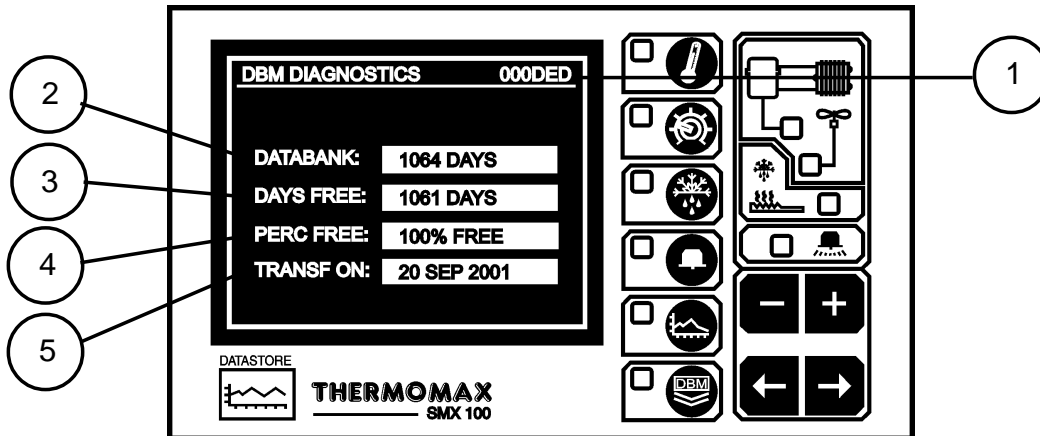 DBM DIAGNOSTICS 000DED
DATABANK: 1064 DAYS
DAYS FREE: 1061 DAYS
PERC FREE: 100% FREE
TRANSF ON: 20 SEP 2001
1
2
3
4
5
DATASTORE
THERMOMAX
SMX 100
DBM
- +
← →